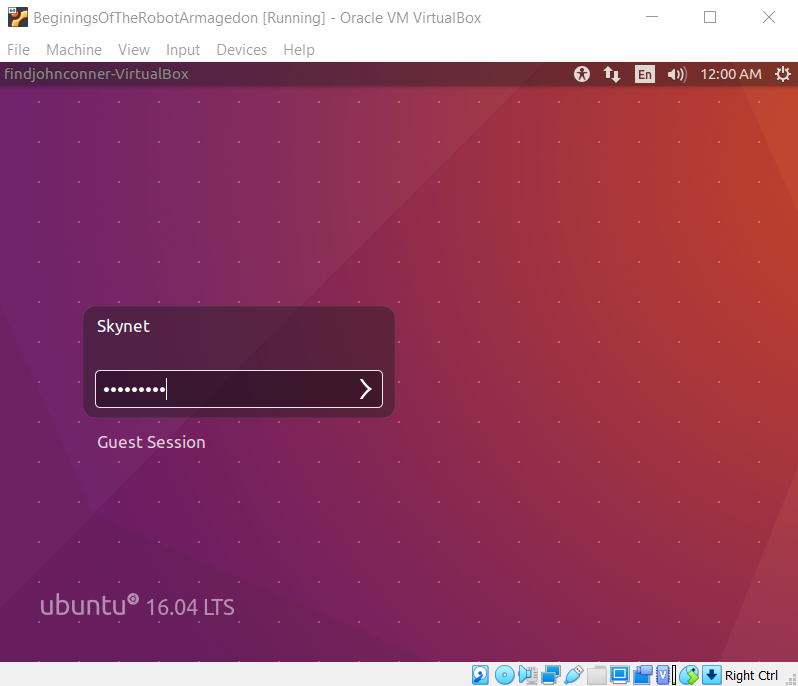 BeginingsOfTheRobotArmagedon [Running] - Oracle VM VirtualBox
File Machine View Input Devices Help
findjohnconner-VirtualBox En 12:00 AM
Skynet
•••••••••
Guest Session
ubuntu 16.04 LTS
Right Ctrl